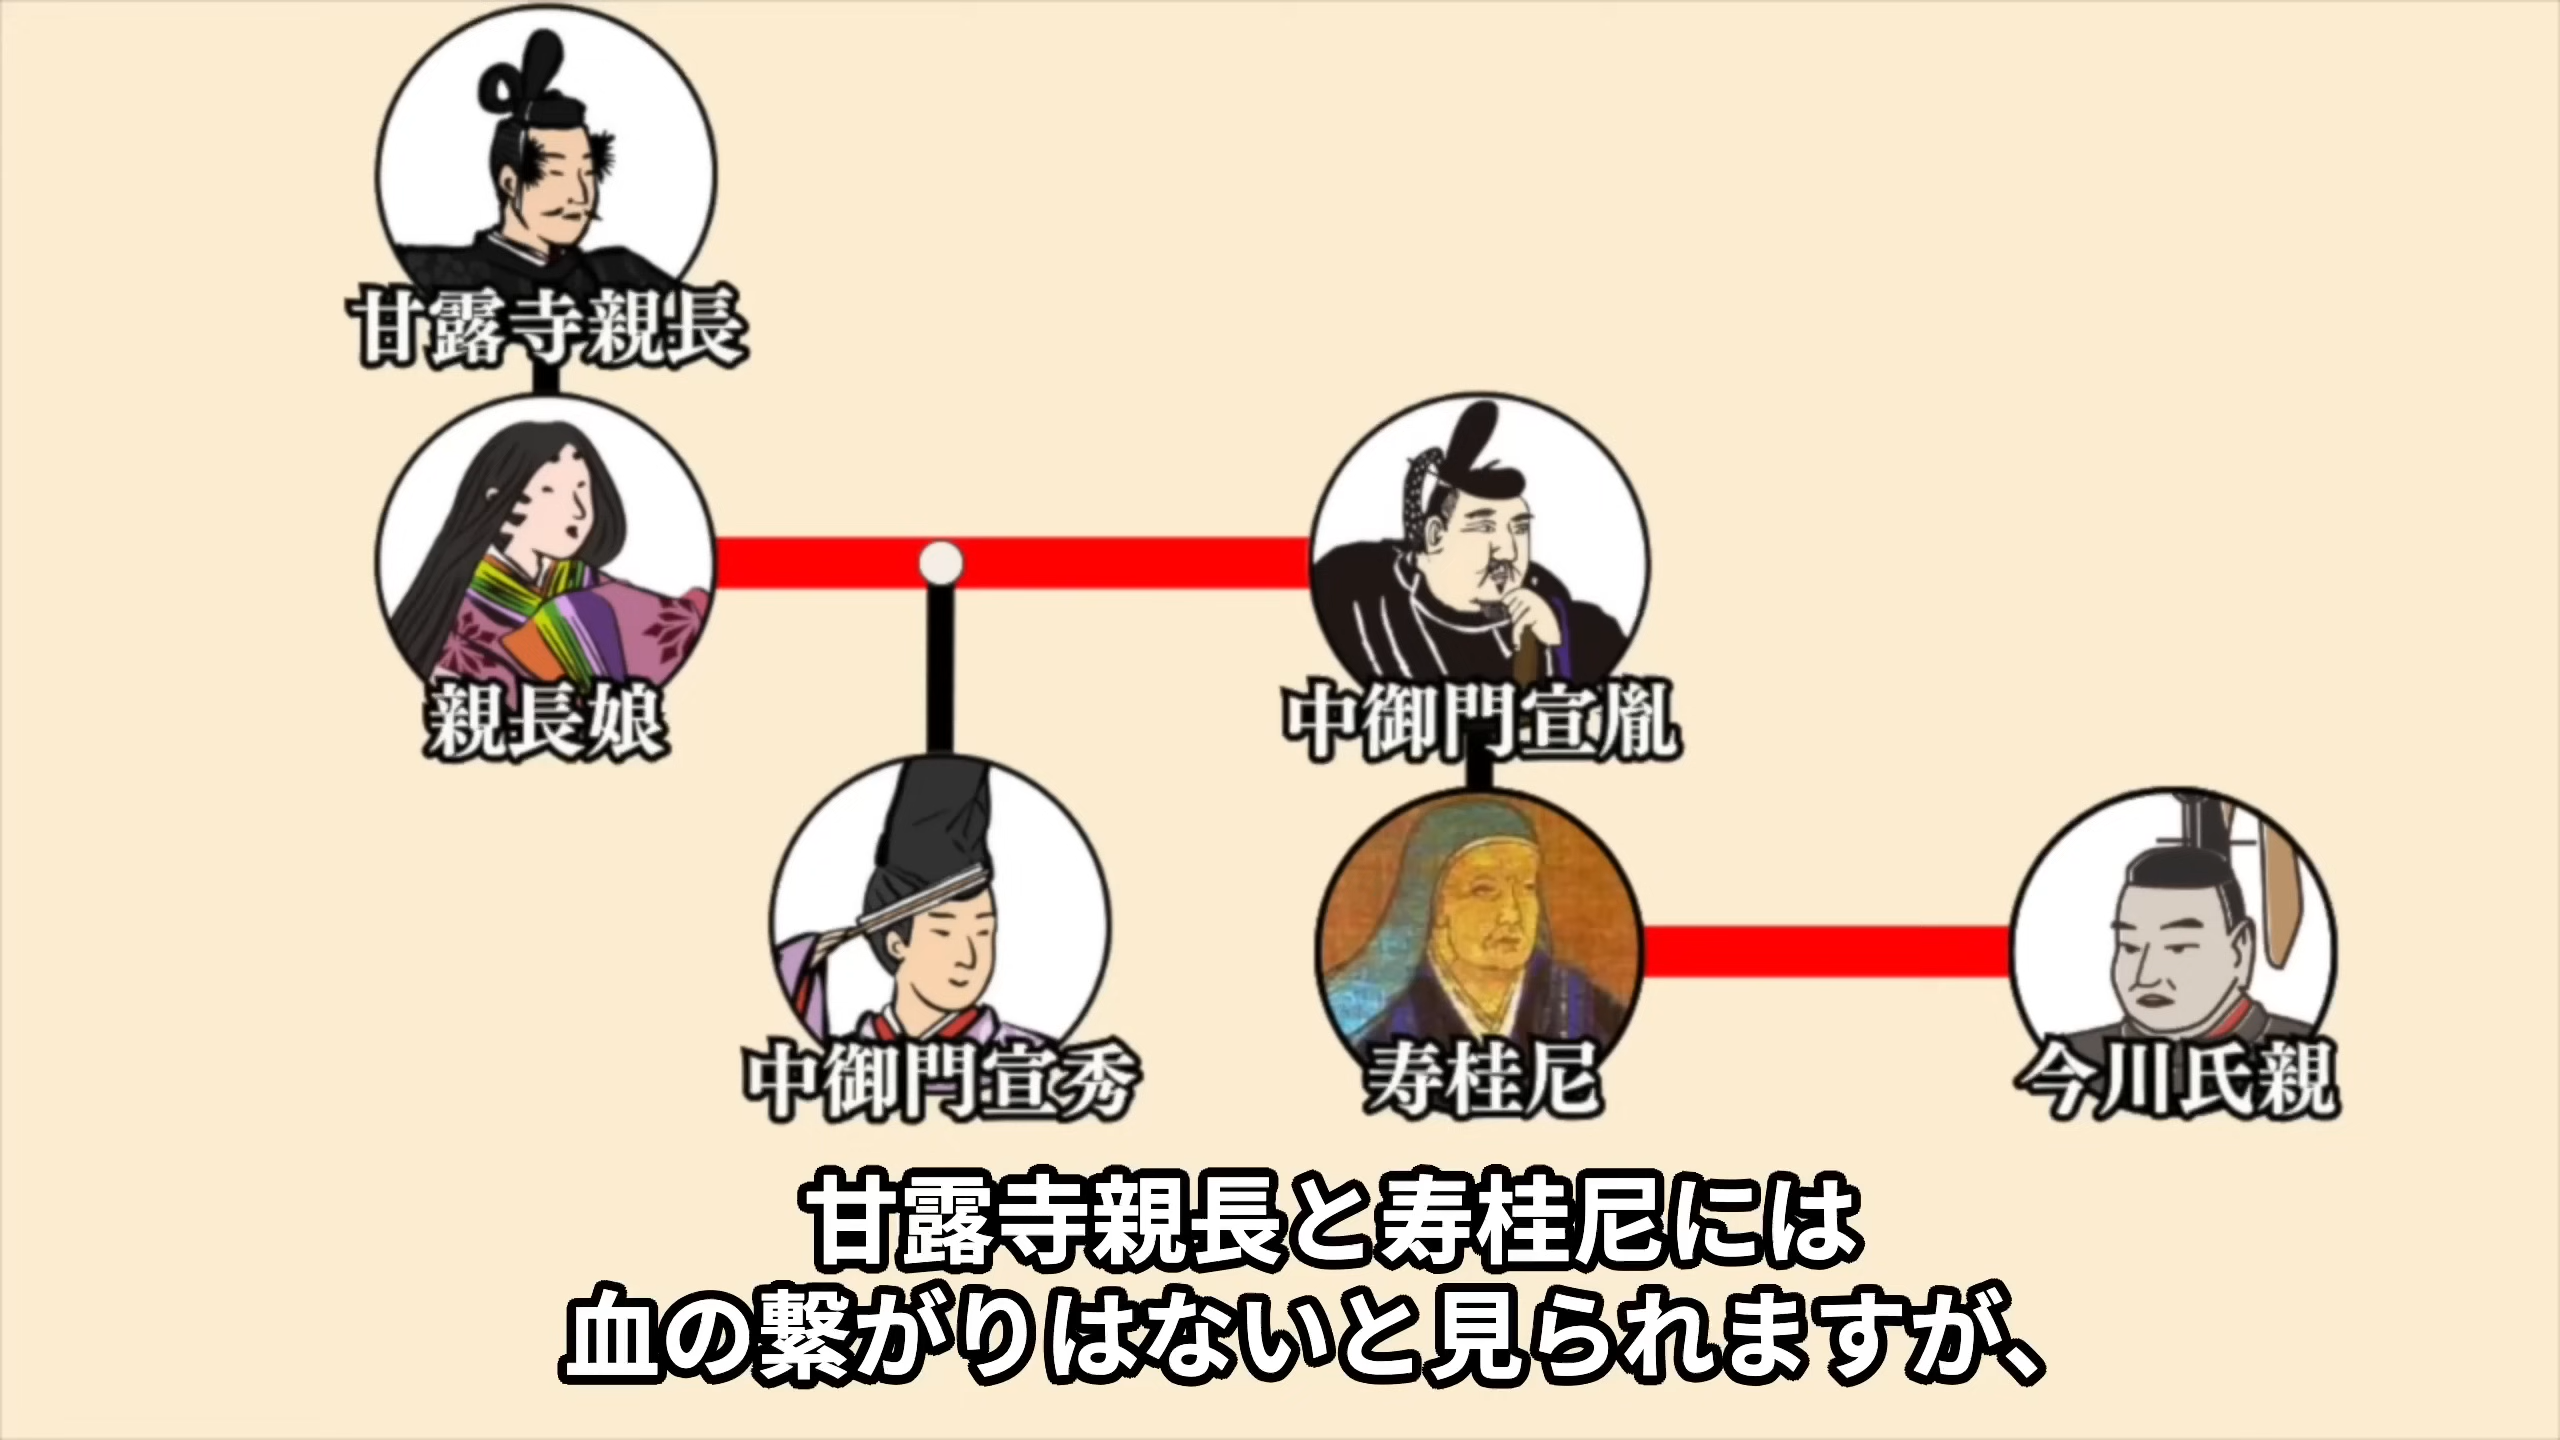 甘露寺親長
親長娘
中御門宣胤
中御門宣秀
寿桂尼
今川氏親
甘露寺親長と寿桂尼には
血の繋がりはないと見られますが、